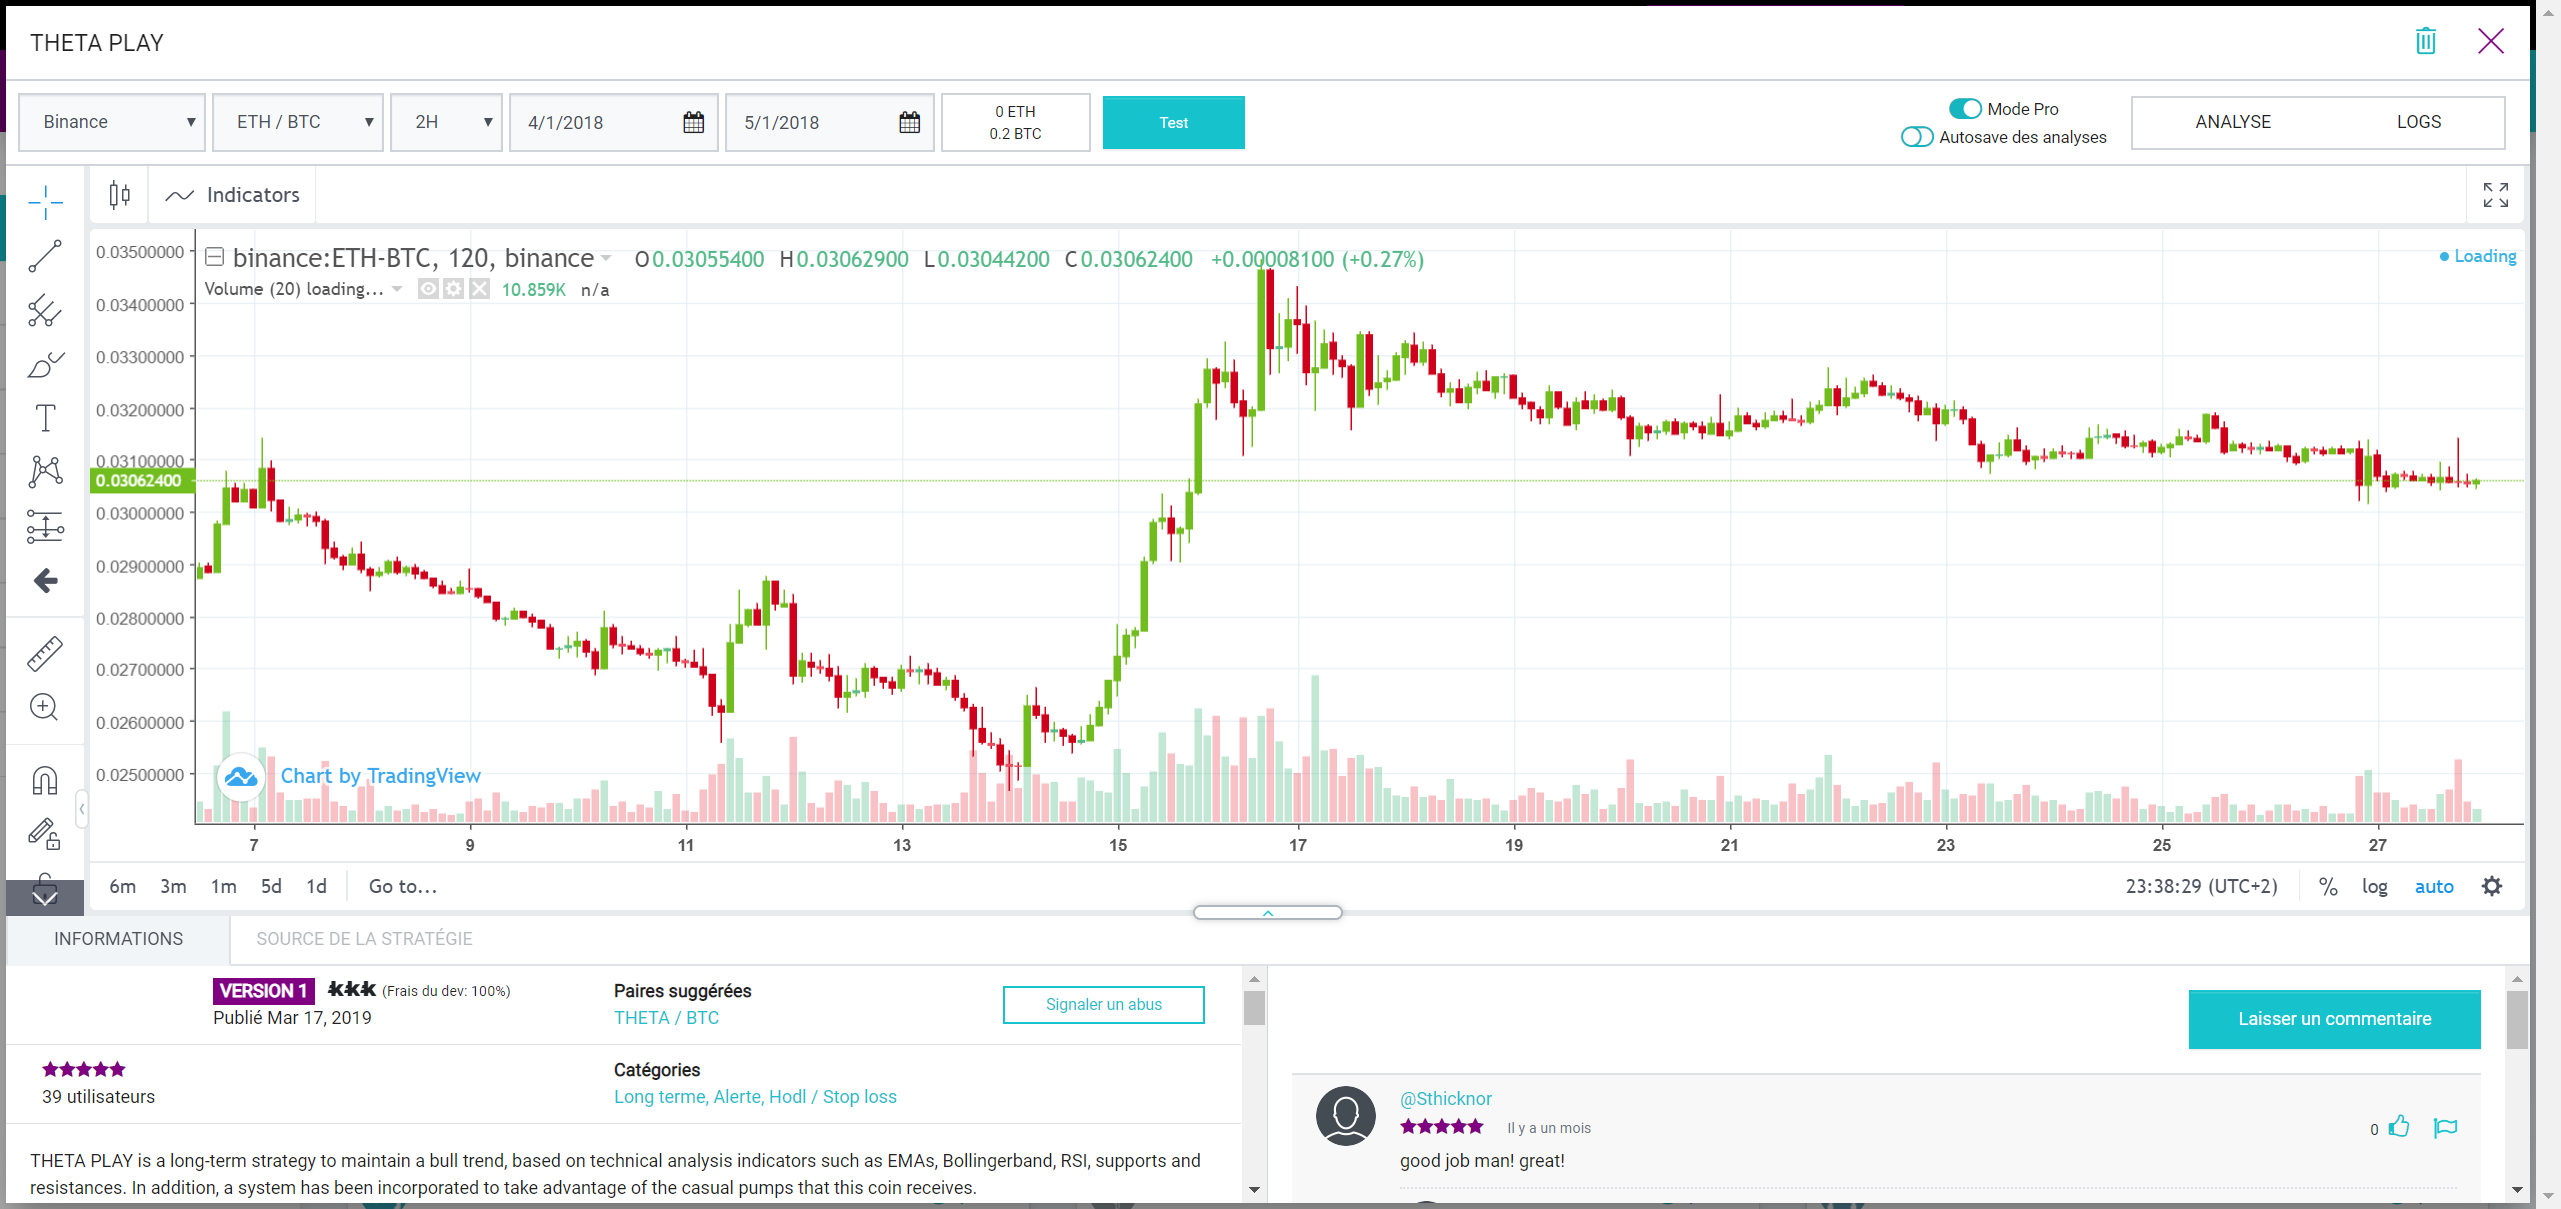 THETA PLAY
Binance
ETH / BTC
2H
4/1/2018
5/1/2018
0 ETH
0.2 BTC
Test
Mode Pro
Autosave des analyses
ANALYSE
LOGS
Indicators
binance:ETH-BTC, 120, binance O0.03055400 H0.03062900 L0.03044200 C0.03062400 +0.00008100 (+0.27%)
Volume (20) loading... 10.859K n/a
Loading
0.03500000
0.03400000
0.03300000
0.03200000
0.03100000
0.03062400
0.03000000
0.02900000
0.02800000
0.02700000
0.02600000
0.02500000
Chart by TradingView
7 9 11 13 15 17 19 21 23 25 27
6m 3m 1m 5d 1d Go to...
23:38:29 (UTC+2) % log auto
INFORMATIONS
SOURCE DE LA STRATÉGIE
VERSION 1 kkk (Frais du dev: 100%)
Publié Mar 17, 2019
Paires suggérées
THETA / BTC
Signaler un abus
39 utilisateurs
Catégories
Long terme, Alerte, Hodl / Stop loss
THETA PLAY is a long-term strategy to maintain a bull trend, based on technical analysis indicators such as EMAs, Bollingerband, RSI, supports and
resistances. In addition, a system has been incorporated to take advantage of the casual pumps that this coin receives.
Laisser un commentaire
@Sthicknor
Il y a un mois
0
good job man! great!